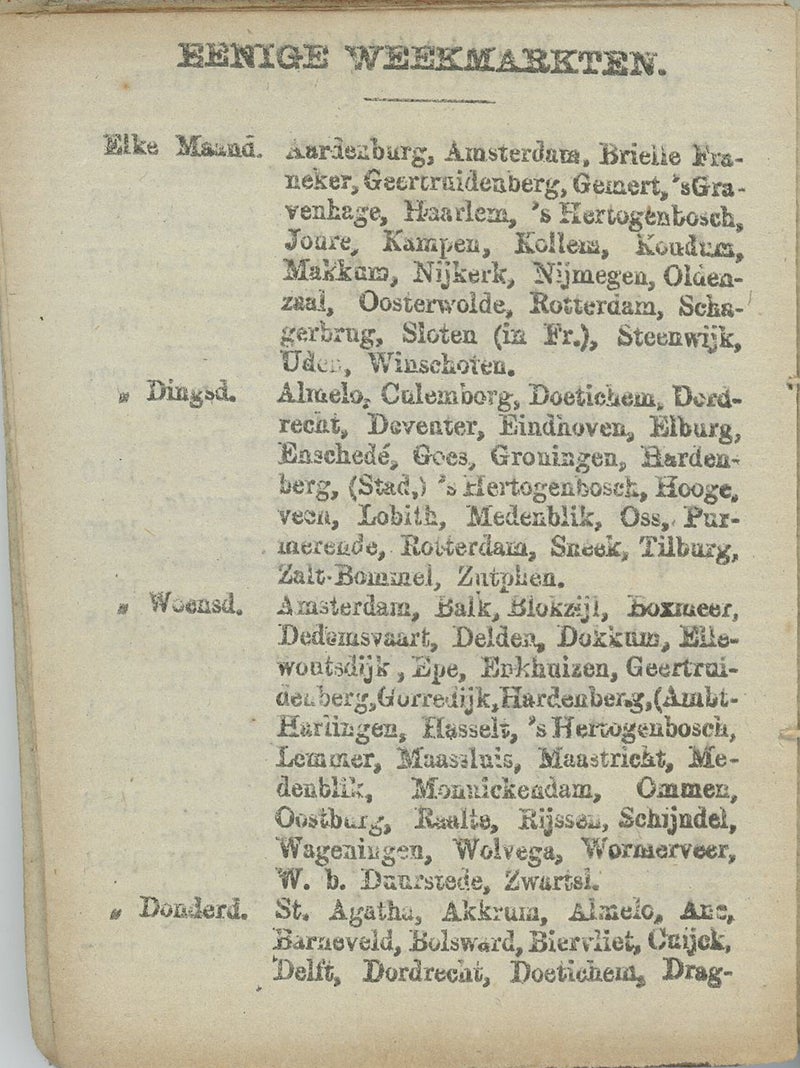 EENIGE WEEKMARKTEN.
Elke Maand. Aardenburg, Amsterdam, Brielle Fra-
neker, Geertruidenberg, Gemert, 'sGra-
venhage, Haarlem, 's Hertogenbosch,
Joure, Kampen, Kollem, Koudum,
Makkum, Nijkerk, Nijmegen, Olden-
zaal, Oosterwolde, Rotterdam, Scha-
gerbrug, Sloten (in Fr.), Steenwijk,
Uden, Winschoten.
„ Dingsd. Almelo, Culemborg, Doetichem, Dord-
recht, Deventer, Eindhoven, Elburg,
Enschedé, Goes, Groningen, Harden-
berg, (Stad,) 's Hertogenbosch, Hooge,
veen, Lobith, Medenblik, Oss, Pur-
merende, Rotterdam, Sneek, Tilburg,
Zalt-Bommel, Zutphen.
„ Woensd. Amsterdam, Balk, Blokzijl, Boxmeer,
Dedemsvaart, Delden, Dokkum, Elle-
woutsdijk, Epe, Enkhuizen, Geertrui-
denberg, Gorredijk, Hardenberg, (Ambt-
Harlingen, Hasselt, 's Hertogenbosch,
Lemmer, Maassluis, Maastricht, Me-
denblik, Monnickendam, Ommen,
Oostburg, Raalte, Rijssen, Schijndel,
Wageningen, Wolvega, Wormerveer,
W. b. Duurstede, Zwartsl.
„ Donderd. St. Agatha, Akkrum, Almelo, Ane,
Barneveld, Bolsward, Biervliet, Cuijck,
Delft, Dordrecht, Doetichem, Drag-